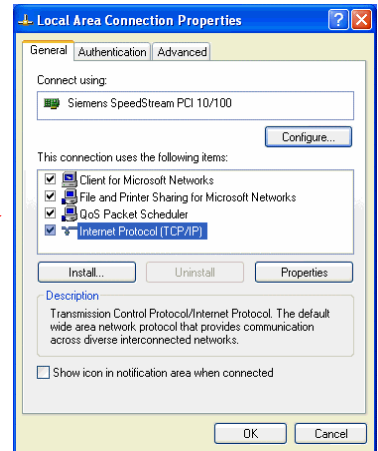 Local Area Connection Properties
General Authentication Advanced
Connect using:
Siemens SpeedStream PCI 10/100
Configure...
This connection uses the following items:
Client for Microsoft Networks
File and Printer Sharing for Microsoft Networks
QoS Packet Scheduler
Internet Protocol (TCP/IP)
Install... Uninstall Properties
Description
Transmission Control Protocol/Internet Protocol. The default
wide area network protocol that provides communication
across diverse interconnected networks.
Show icon in notification area when connected
OK Cancel